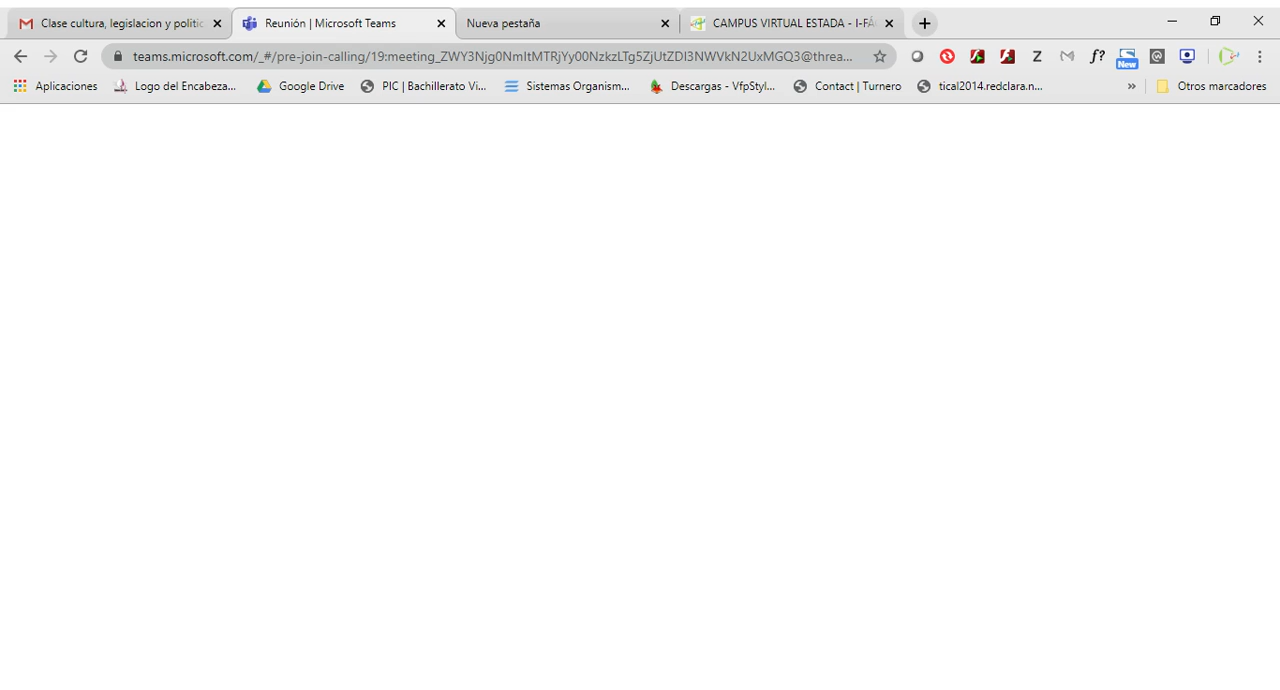 Clase cultura, legislacion y politic
Reunión | Microsoft Teams
Nueva pestaña
CAMPUS VIRTUAL ESTADA - I-FÁ
teams.microsoft.com/_#/pre-join-calling/19:meeting_ZWY3Njg0NmItMTRjYy00NzkzLTg5ZjUtZDI3NWVkN2UxMGQ3@threa...
Z
f?
New
Aplicaciones
Logo del Encabeza...
Google Drive
PIC | Bachillerato Vi...
Sistemas Organism...
Descargas - VfpStyl...
Contact | Turnero
tical2014.redclara.n...
»
Otros marcadores